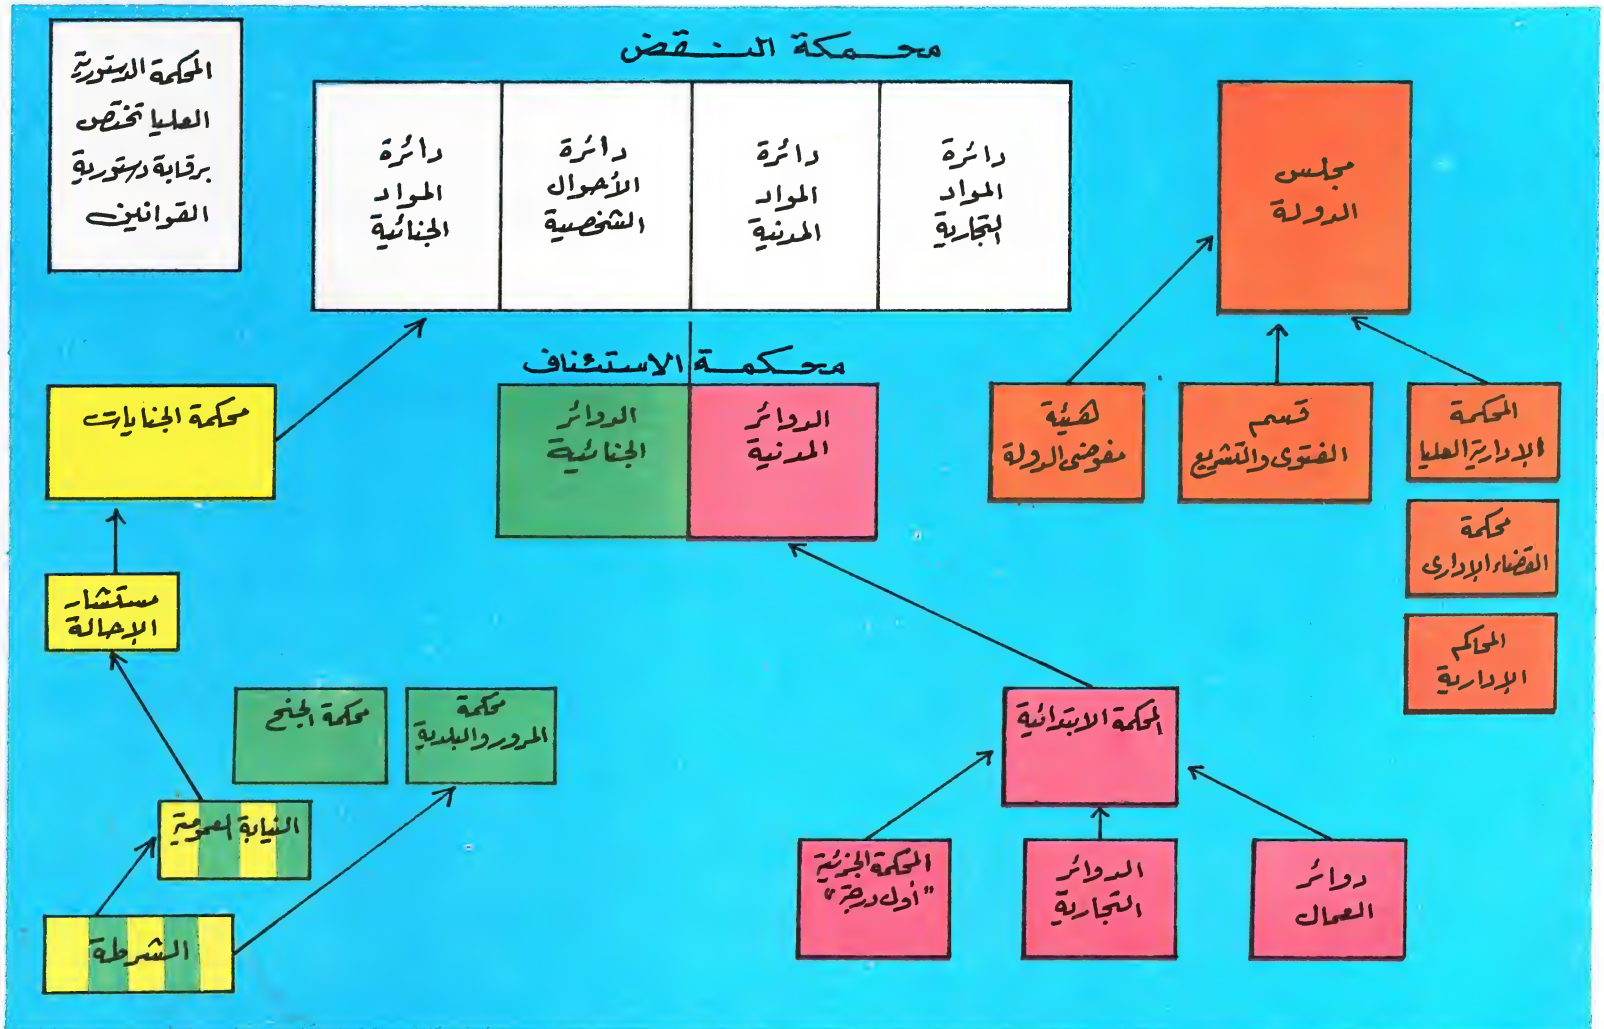 محكمة النقض
المحكمة الدستورية
العليا تختص
برقابة دستورية
القوانين
دائرة
المواد
التجارية
دائرة
المواد
المدنية
دائرة
الأحوال
الشخصية
دائرة
المواد
الجنائية
مجلس
الدولة
محكمة الاستئناف
الدوائر
المدنية
الدوائر
الجنائية
المحكمة
الإدارية العليا
قسم
الفتوى والتشريع
هيئة
مفوضى الدولة
محكمة
القضاء الإدارى
المحاكم
الإدارية
محكمة الجنايات
مستشار
الإحالة
محكمة
المرور والبلدية
محكمة الجنح
النيابة العمومية
الشرطة
المحكمة الابتدائية
دوائر
العمال
الدوائر
التجارية
المحكمة الجزئية
"أول درجة"